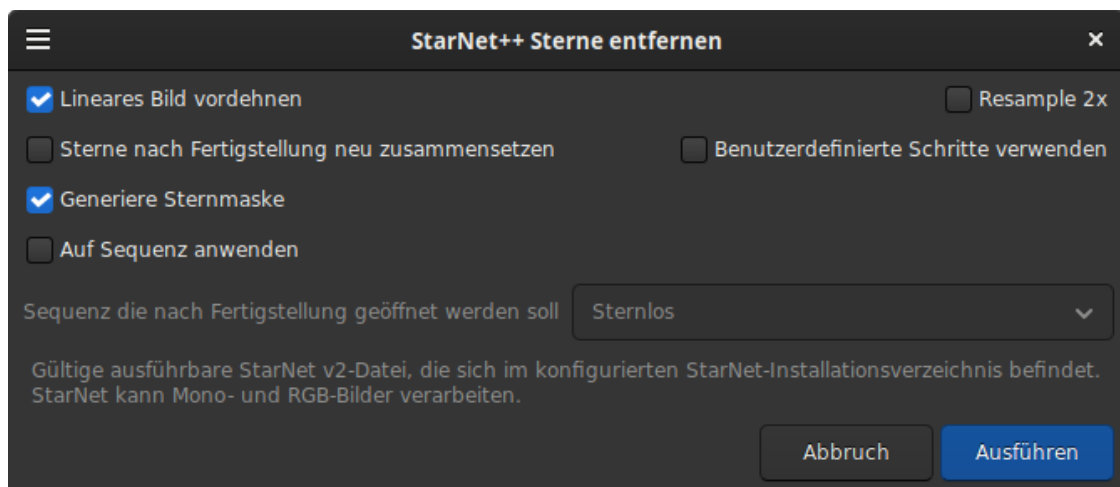 StarNet++ Sterne entfernen
Lineares Bild vordehnen
Resample 2x
Sterne nach Fertigstellung neu zusammensetzen
Benutzerdefinierte Schritte verwenden
Generiere Sternmaske
Auf Sequenz anwenden
Sequenz die nach Fertigstellung geöffnet werden soll
Sternlos
Gültige ausführbare StarNet v2-Datei, die sich im konfigurierten StarNet-Installationsverzeichnis befindet.
StarNet kann Mono- und RGB-Bilder verarbeiten.
Abbruch
Ausführen